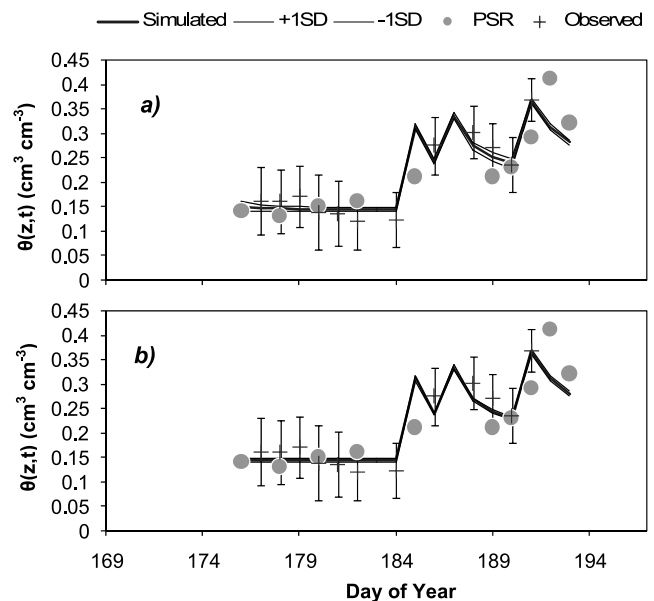 Simulated +1SD -1SD PSR Observed
a)
θ(z,t) (cm³ cm⁻³)
0.45
0.4
0.35
0.3
0.25
0.2
0.15
0.1
0.05
0
b)
θ(z,t) (cm³ cm⁻³)
0.45
0.4
0.35
0.3
0.25
0.2
0.15
0.1
0.05
0
169 174 179 184 189 194
Day of Year